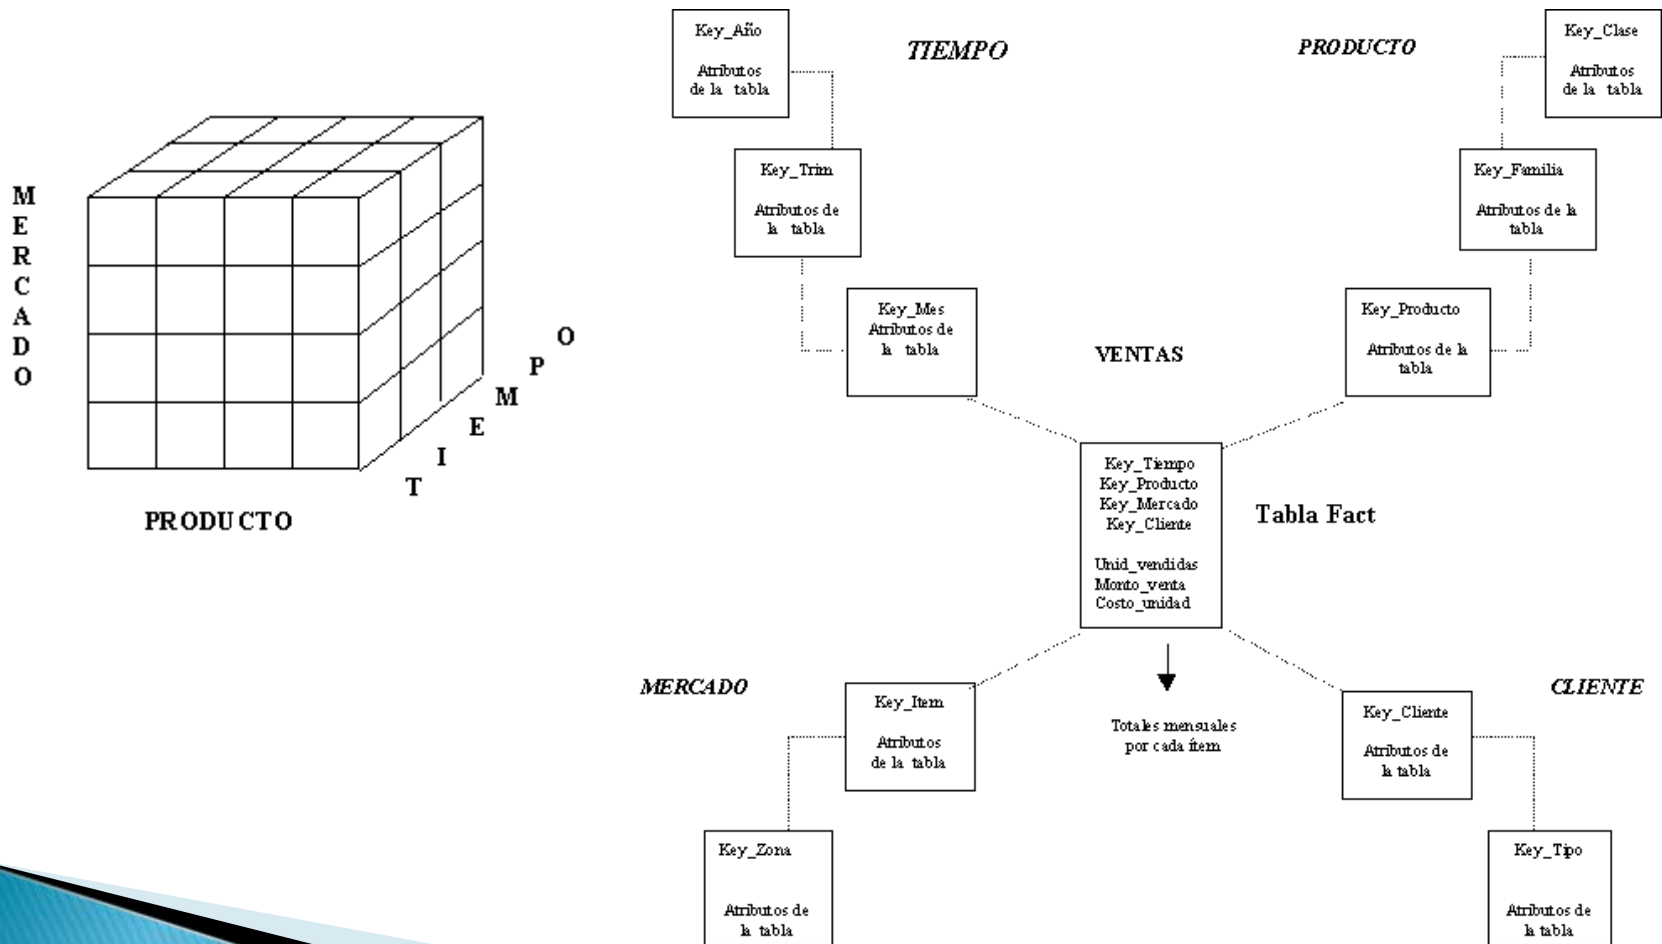 MERCADO
PRODUCTO
TIEMPO
TIEMPO
PRODUCTO
Key_Año
Atributos
de la tabla
Key_Trim
Atributos de
la tabla
Key_Mes
Atributos de
la tabla
Key_Clase
Atributos
de la tabla
Key_Familia
Atributos de la
tabla
Key_Producto
Atributos de la
tabla
VENTAS
Key_Tiempo
Key_Producto
Key_Mercado
Key_Cliente
Unid_vendidas
Monto_venta
Costo_unidad
Tabla Fact
Totales mensuales
por cada ítem
MERCADO
Key_Item
Atributos
de la tabla
Key_Zona
Atributos de
la tabla
CLIENTE
Key_Cliente
Atributos de
la tabla
Key_Tipo
Atributos de
la tabla